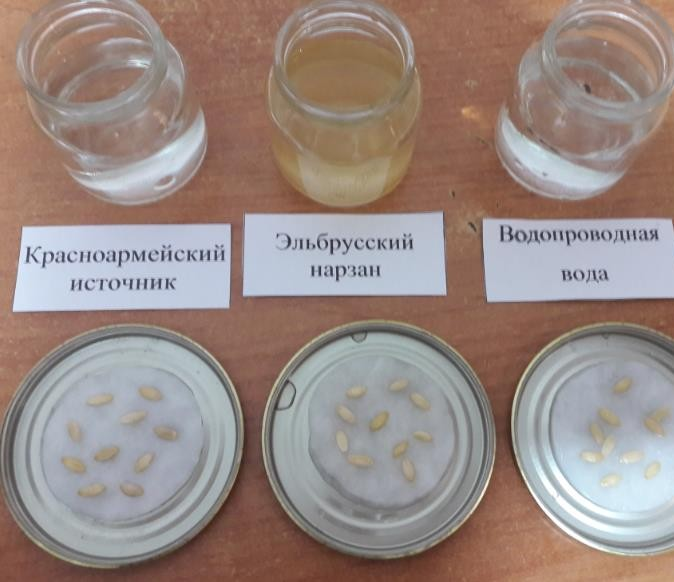 Красноармейский
источник
Эльбрусский
нарзан
Водопроводная
вода